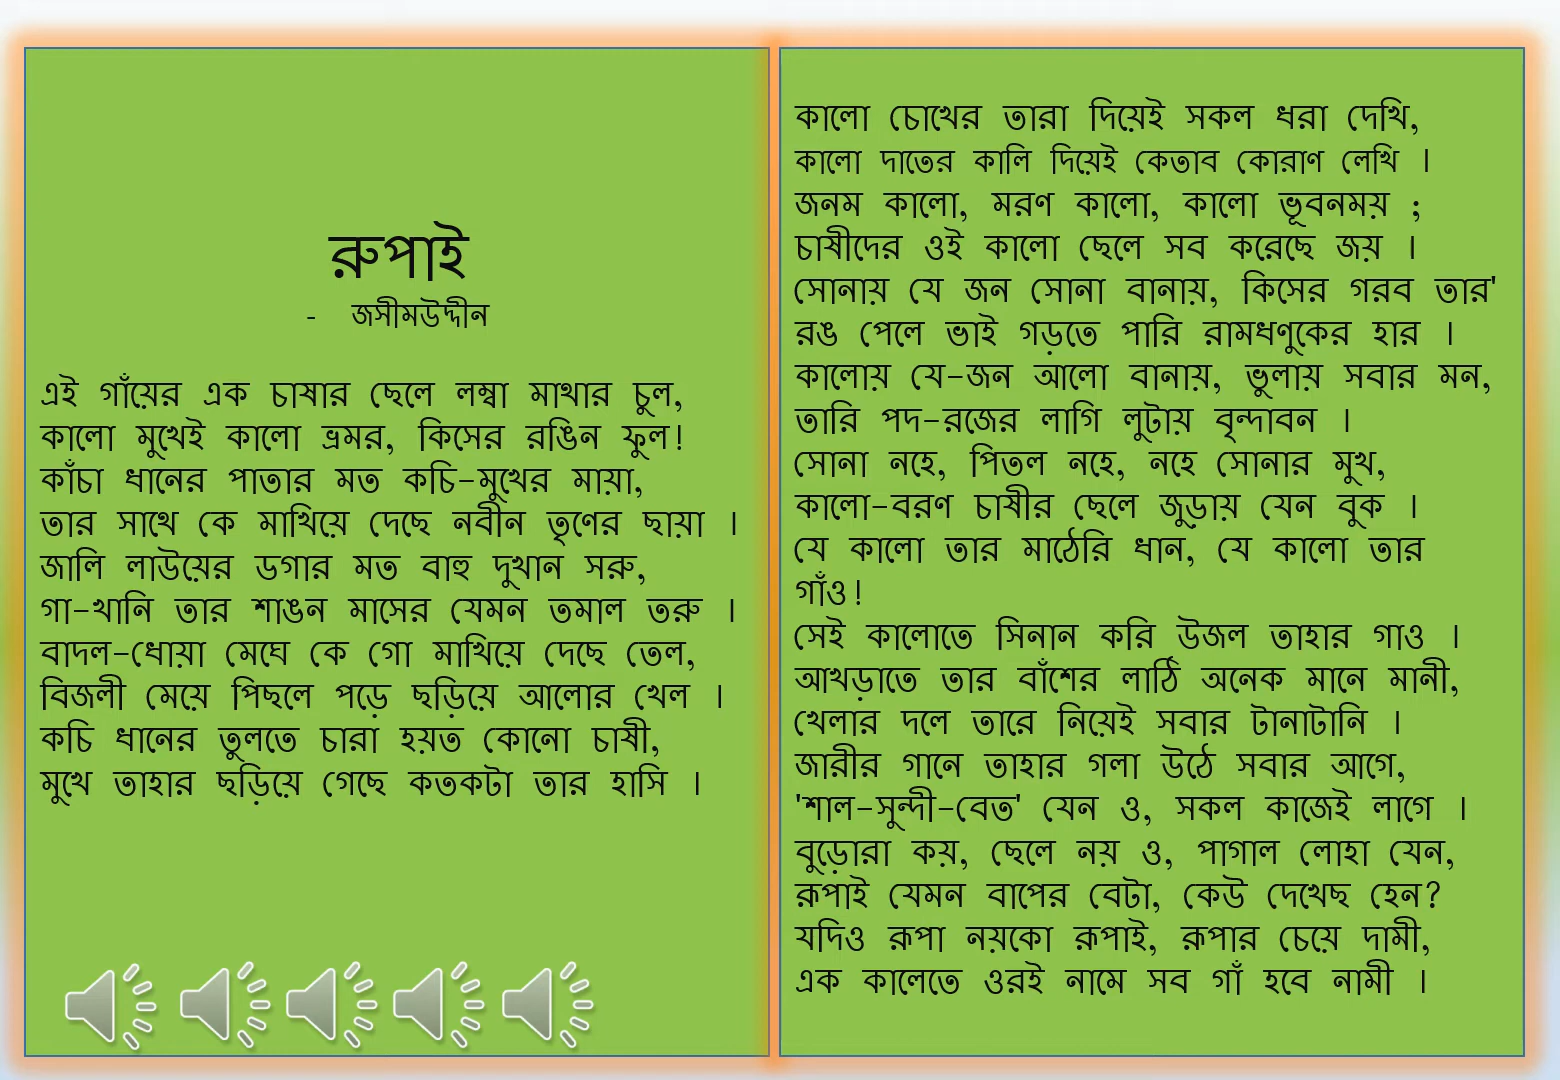 রুপাই
- জসীমউদ্দীন
এই গাঁয়ের এক চাষার ছেলে লম্বা মাথার চুল,
কালো মুখেই কালো ভ্রমর, কিসের রঙিন ফুল!
কাঁচা ধানের পাতার মত কচি-মুখের মায়া,
তার সাথে কে মাখিয়ে দেছে নবীন তৃণের ছায়া ।
জালি লাউয়ের ডগার মত বাহু দুখান সরু,
গা-খানি তার শাঙন মাসের যেমন তমাল তরু ।
বাদল-ধোয়া মেঘে কে গো মাখিয়ে দেছে তেল,
বিজলী মেয়ে পিছলে পড়ে ছড়িয়ে আলোর খেল ।
কচি ধানের তুলতে চারা হয়ত কোনো চাষী,
মুখে তাহার ছড়িয়ে গেছে কতকটা তার হাসি ।
কালো চোখের তারা দিয়েই সকল ধরা দেখি,
কালো দাতের কালি দিয়েই কেতাব কোরাণ লেখি ।
জনম কালো, মরণ কালো, কালো ভূবনময় ;
চাষীদের ওই কালো ছেলে সব করেছে জয় ।
সোনায় যে জন সোনা বানায়, কিসের গরব তার'
রঙ পেলে ভাই গড়তে পারি রামধণুকের হার ।
কালোয় যে-জন আলো বানায়, ভুলায় সবার মন,
তারি পদ-রজের লাগি লুটায় বৃন্দাবন ।
সোনা নহে, পিতল নহে, নহে সোনার মুখ,
কালো-বরণ চাষীর ছেলে জুড়ায় যেন বুক ।
যে কালো তার মাঠেরি ধান, যে কালো তার
গাঁও!
সেই কালোতে সিনান করি উজল তাহার গাও ।
আখড়াতে তার বাঁশের লাঠি অনেক মানে মানী,
খেলার দলে তারে নিয়েই সবার টানাটানি ।
জারীর গানে তাহার গলা উঠে সবার আগে,
'শাল-সুন্দী-বেত' যেন ও, সকল কাজেই লাগে ।
বুড়োরা কয়, ছেলে নয় ও, পাগাল লোহা যেন,
রূপাই যেমন বাপের বেটা, কেউ দেখেছ হেন?
যদিও রূপা নয়কো রূপাই, রূপার চেয়ে দামী,
এক কালেতে ওরই নামে সব গাঁ হবে নামী ।